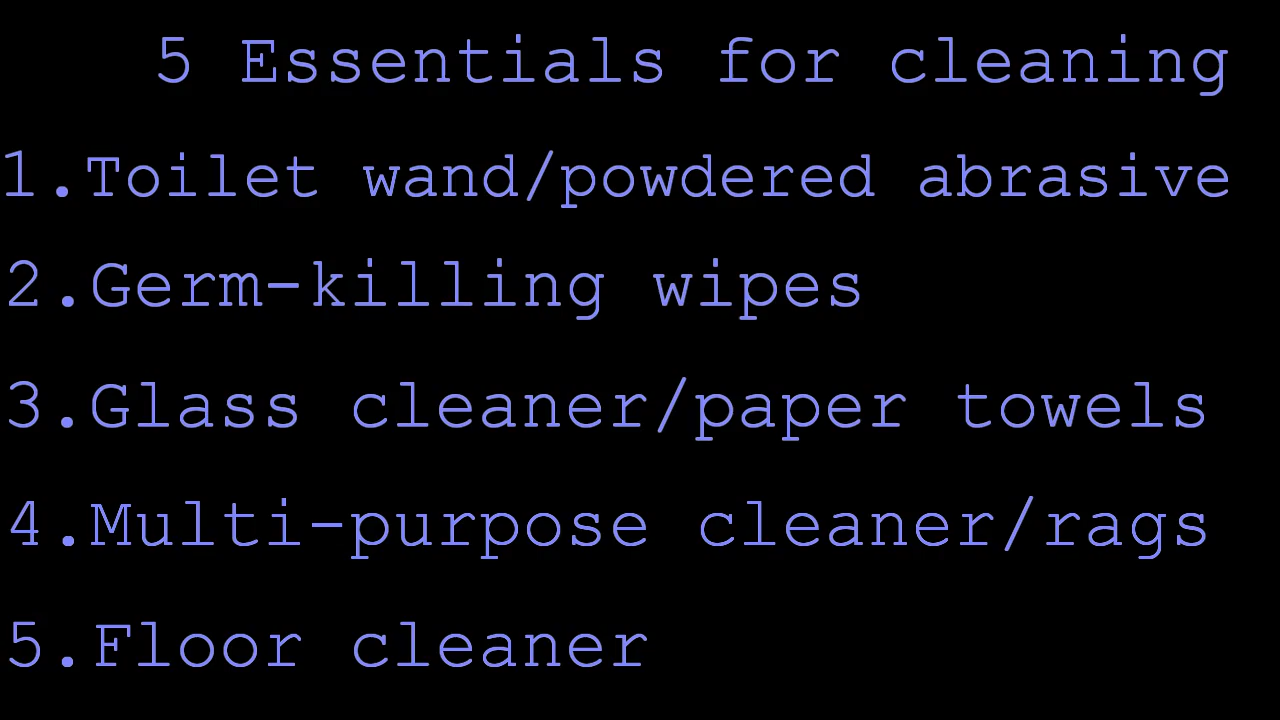 5 Essentials for cleaning
1.Toilet wand/powdered abrasive
2.Germ-killing wipes
3.Glass cleaner/paper towels
4.Multi-purpose cleaner/rags
5.Floor cleaner